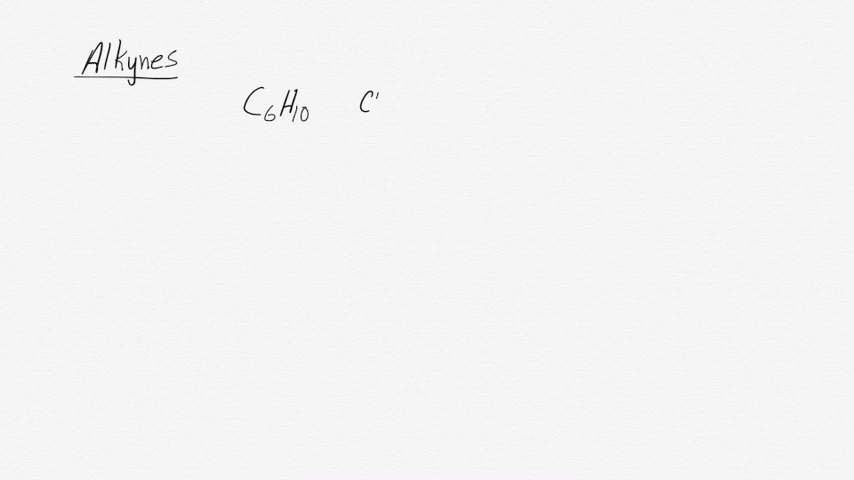 Alkynes
C₆H₁₀ C'